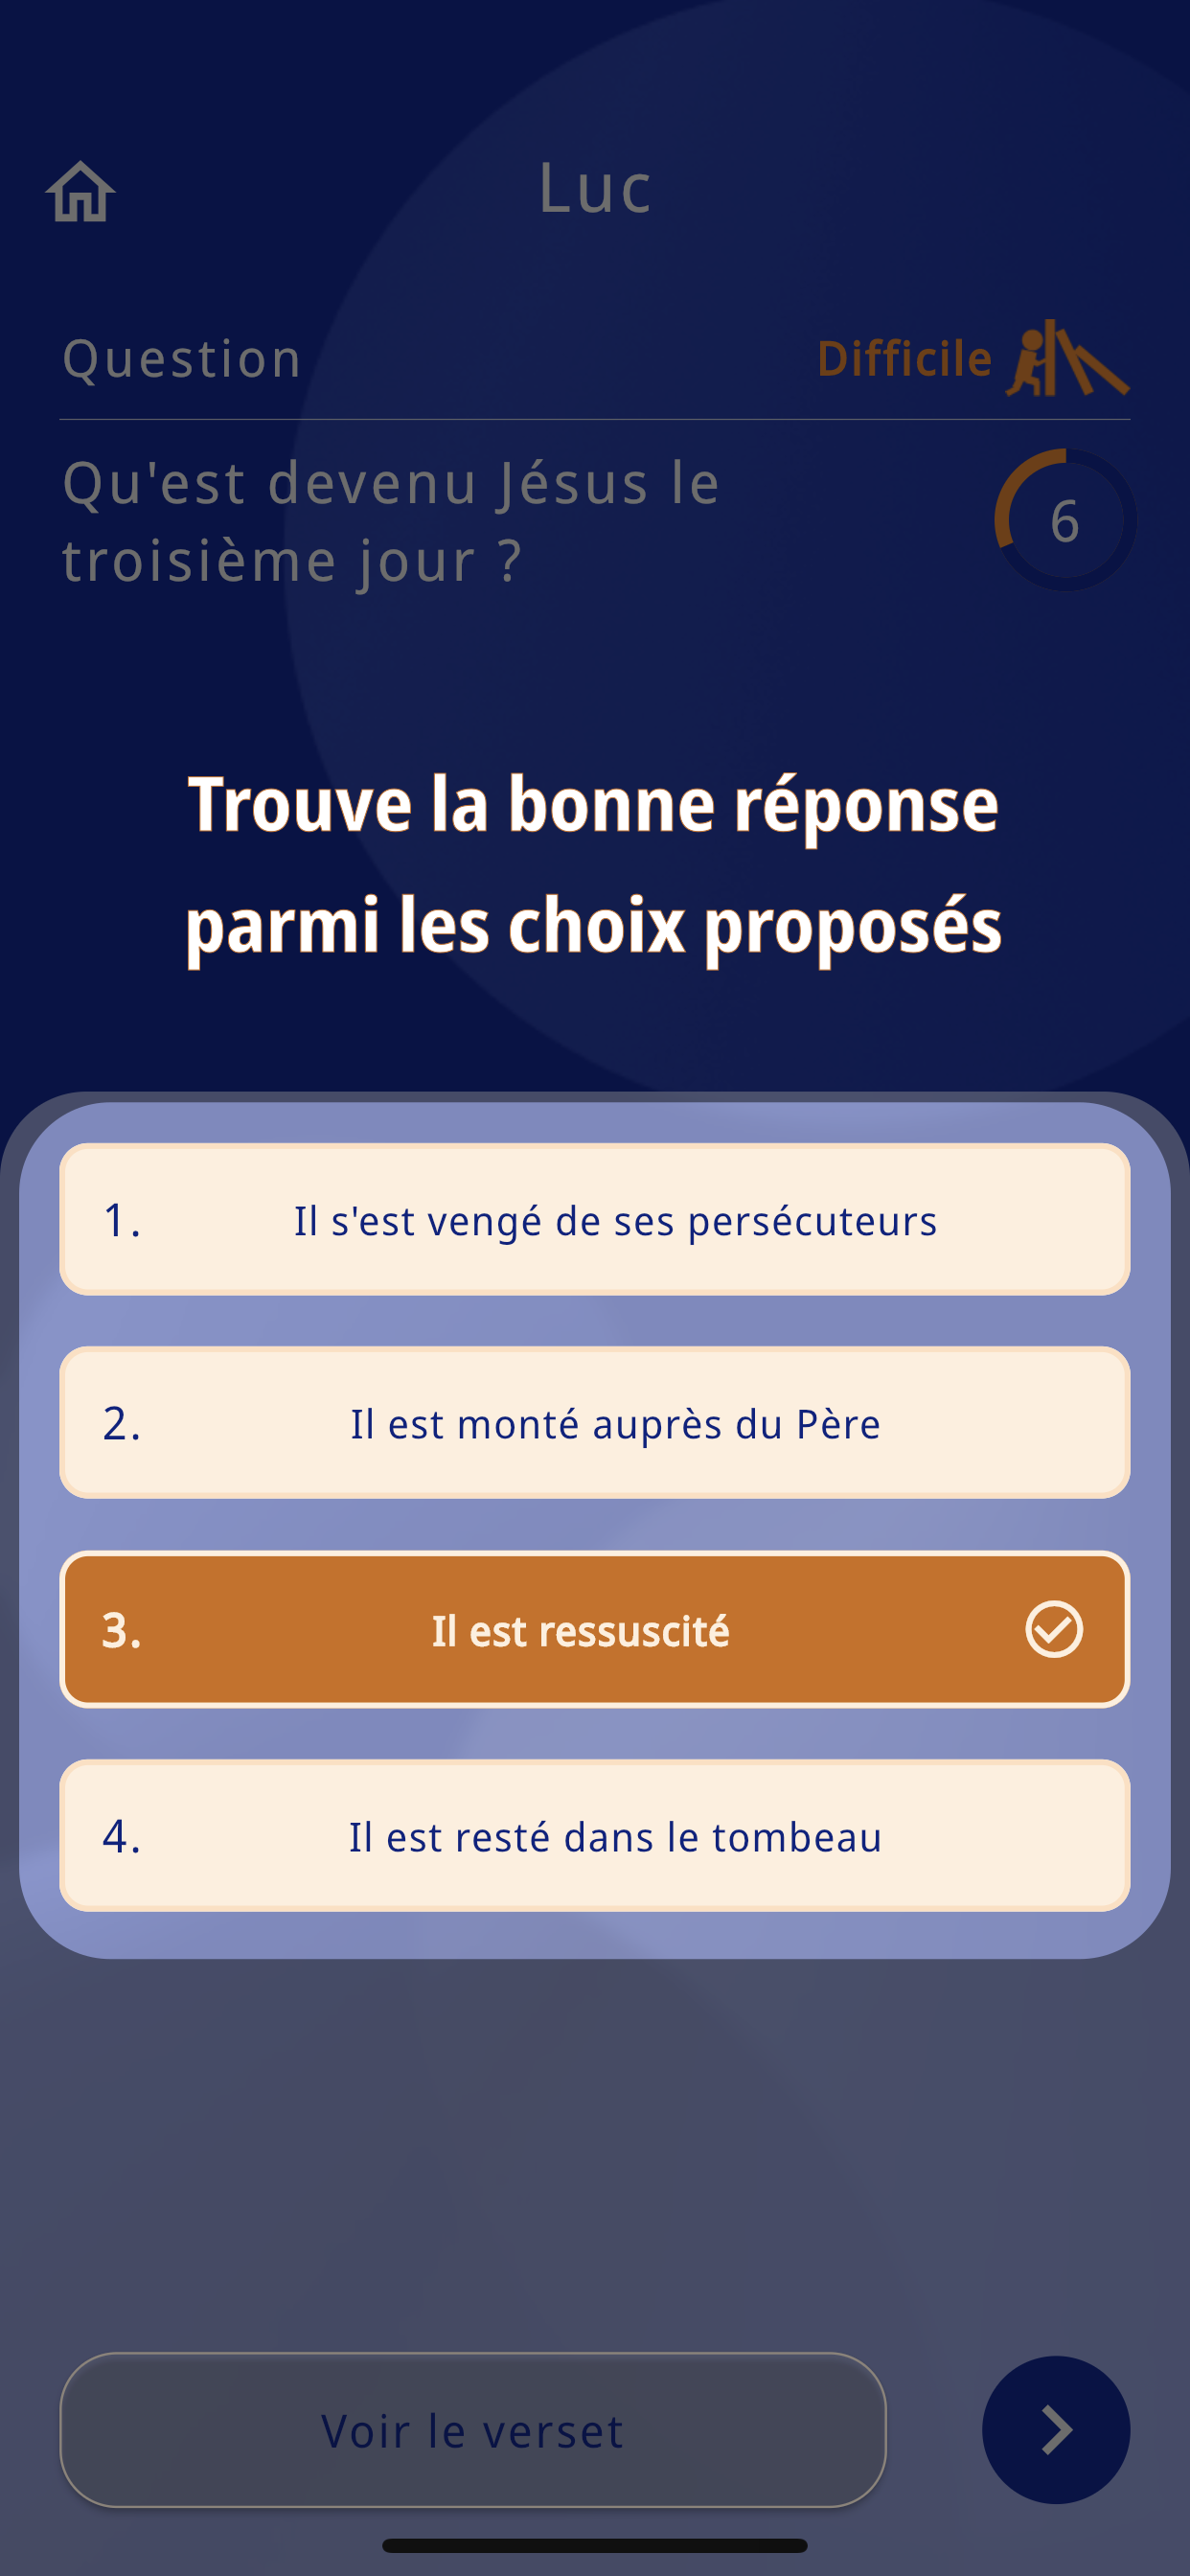 Luc
Question
Difficile
Qu'est devenu Jésus le
troisième jour ?
6
Trouve la bonne réponse
parmi les choix proposés
1. Il s'est vengé de ses persécuteurs
2. Il est monté auprès du Père
3. Il est ressuscité
4. Il est resté dans le tombeau
Voir le verset